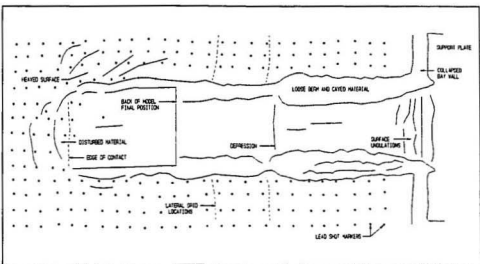 SUPPORT PLATE
COLLAPSED
BAY WALL
HEAVED SURFACE
LOOSE BERM AND CAVED MATERIAL
BACK OF MODEL
FINAL POSITION
DISTURBED MATERIAL
DEPRESSION
SURFACE
UNDULATIONS
EDGE OF CONTACT
LATERAL GRID
LOCATIONS
LEAD SHOT MARKERS